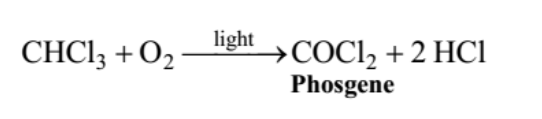 CHCl₃ + O₂ light → COCl₂ + 2 HCl
Phosgene